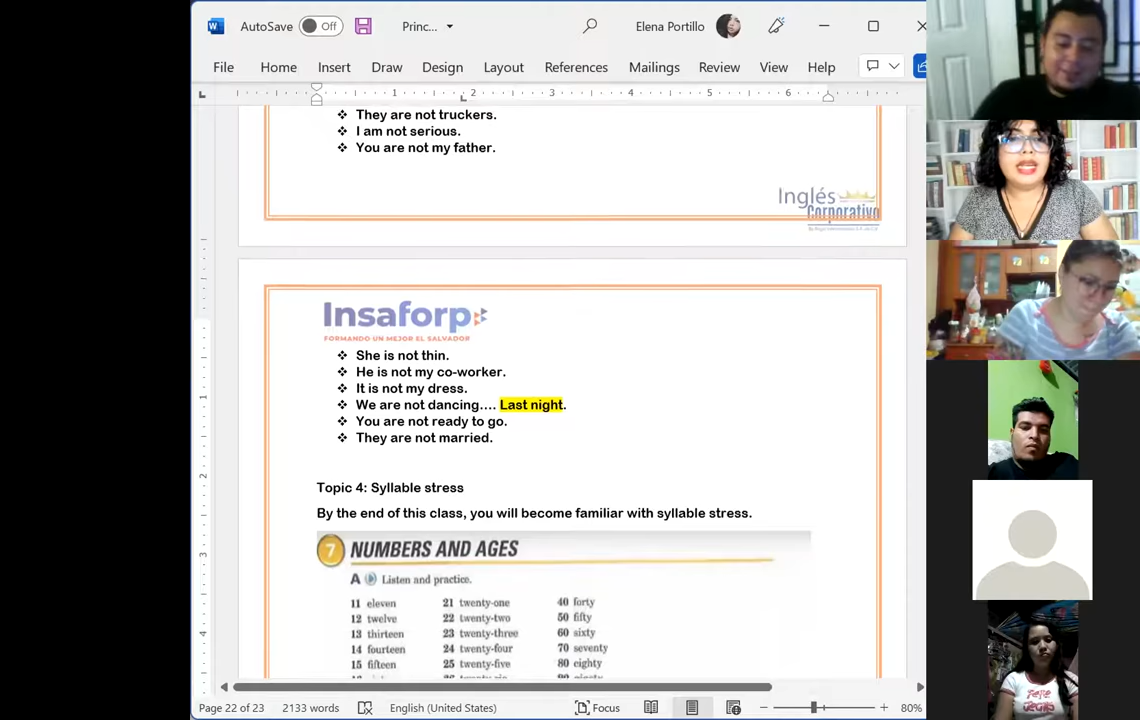 AutoSave Off Princ... Elena Portillo
File Home Insert Draw Design Layout References Mailings Review View Help
1 2 3 4 5 6
They are not truckers.
I am not serious.
You are not my father.
Inglés
Corporativo
Insaforp
FORMANDO UN MEJOR EL SALVADOR
She is not thin.
He is not my co-worker.
It is not my dress.
We are not dancing.... Last night.
You are not ready to go.
They are not married.
Topic 4: Syllable stress
By the end of this class, you will become familiar with syllable stress.
7 NUMBERS AND AGES
A Listen and practice.
11 eleven 21 twenty-one 40 forty
12 twelve 22 twenty-two 50 fifty
13 thirteen 23 twenty-three 60 sixty
14 fourteen 24 twenty-four 70 seventy
15 fifteen 25 twenty-five 80 eighty
Page 22 of 23 2133 words English (United States) Focus 80%